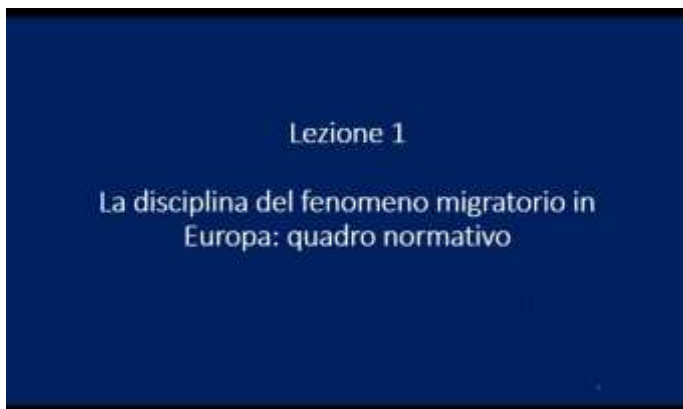 Lezione 1
La disciplina del fenomeno migratorio in
Europa: quadro normativo